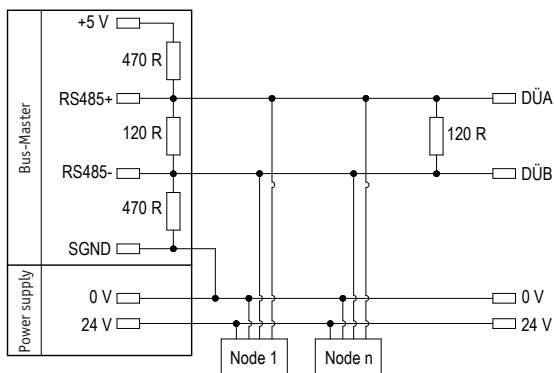 Bus-Master
+5 V
470 R
RS485+
120 R
RS485-
470 R
SGND
DÜA
120 R
DÜB
Power supply
0 V
24 V
0 V
24 V
Node 1
Node n